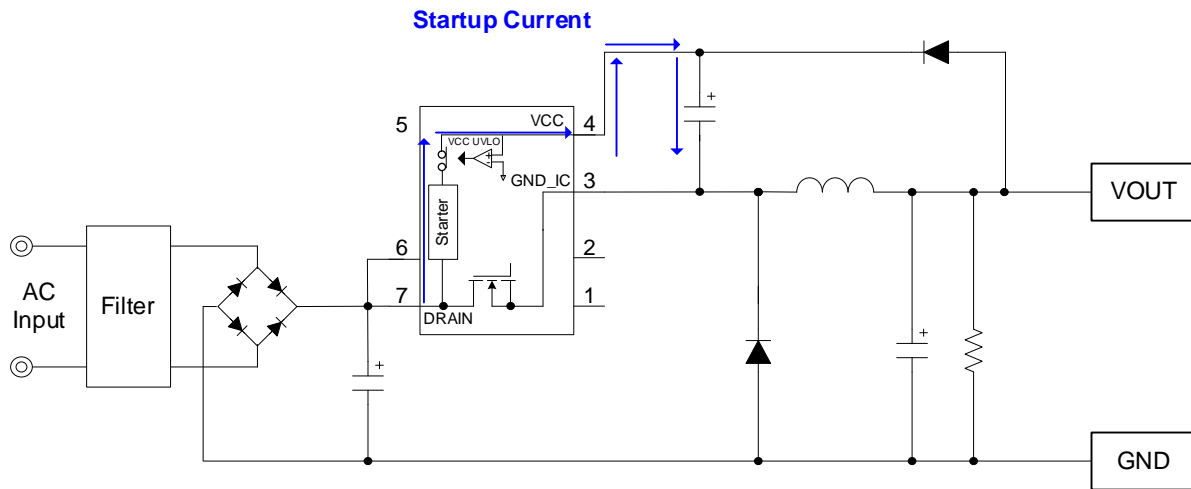 Startup Current
5
VCC
4
VCC UVLO
+
-
GND_IC
3
Starter
6
2
7
1
DRAIN
AC
Input
Filter
+
+
+
VOUT
GND